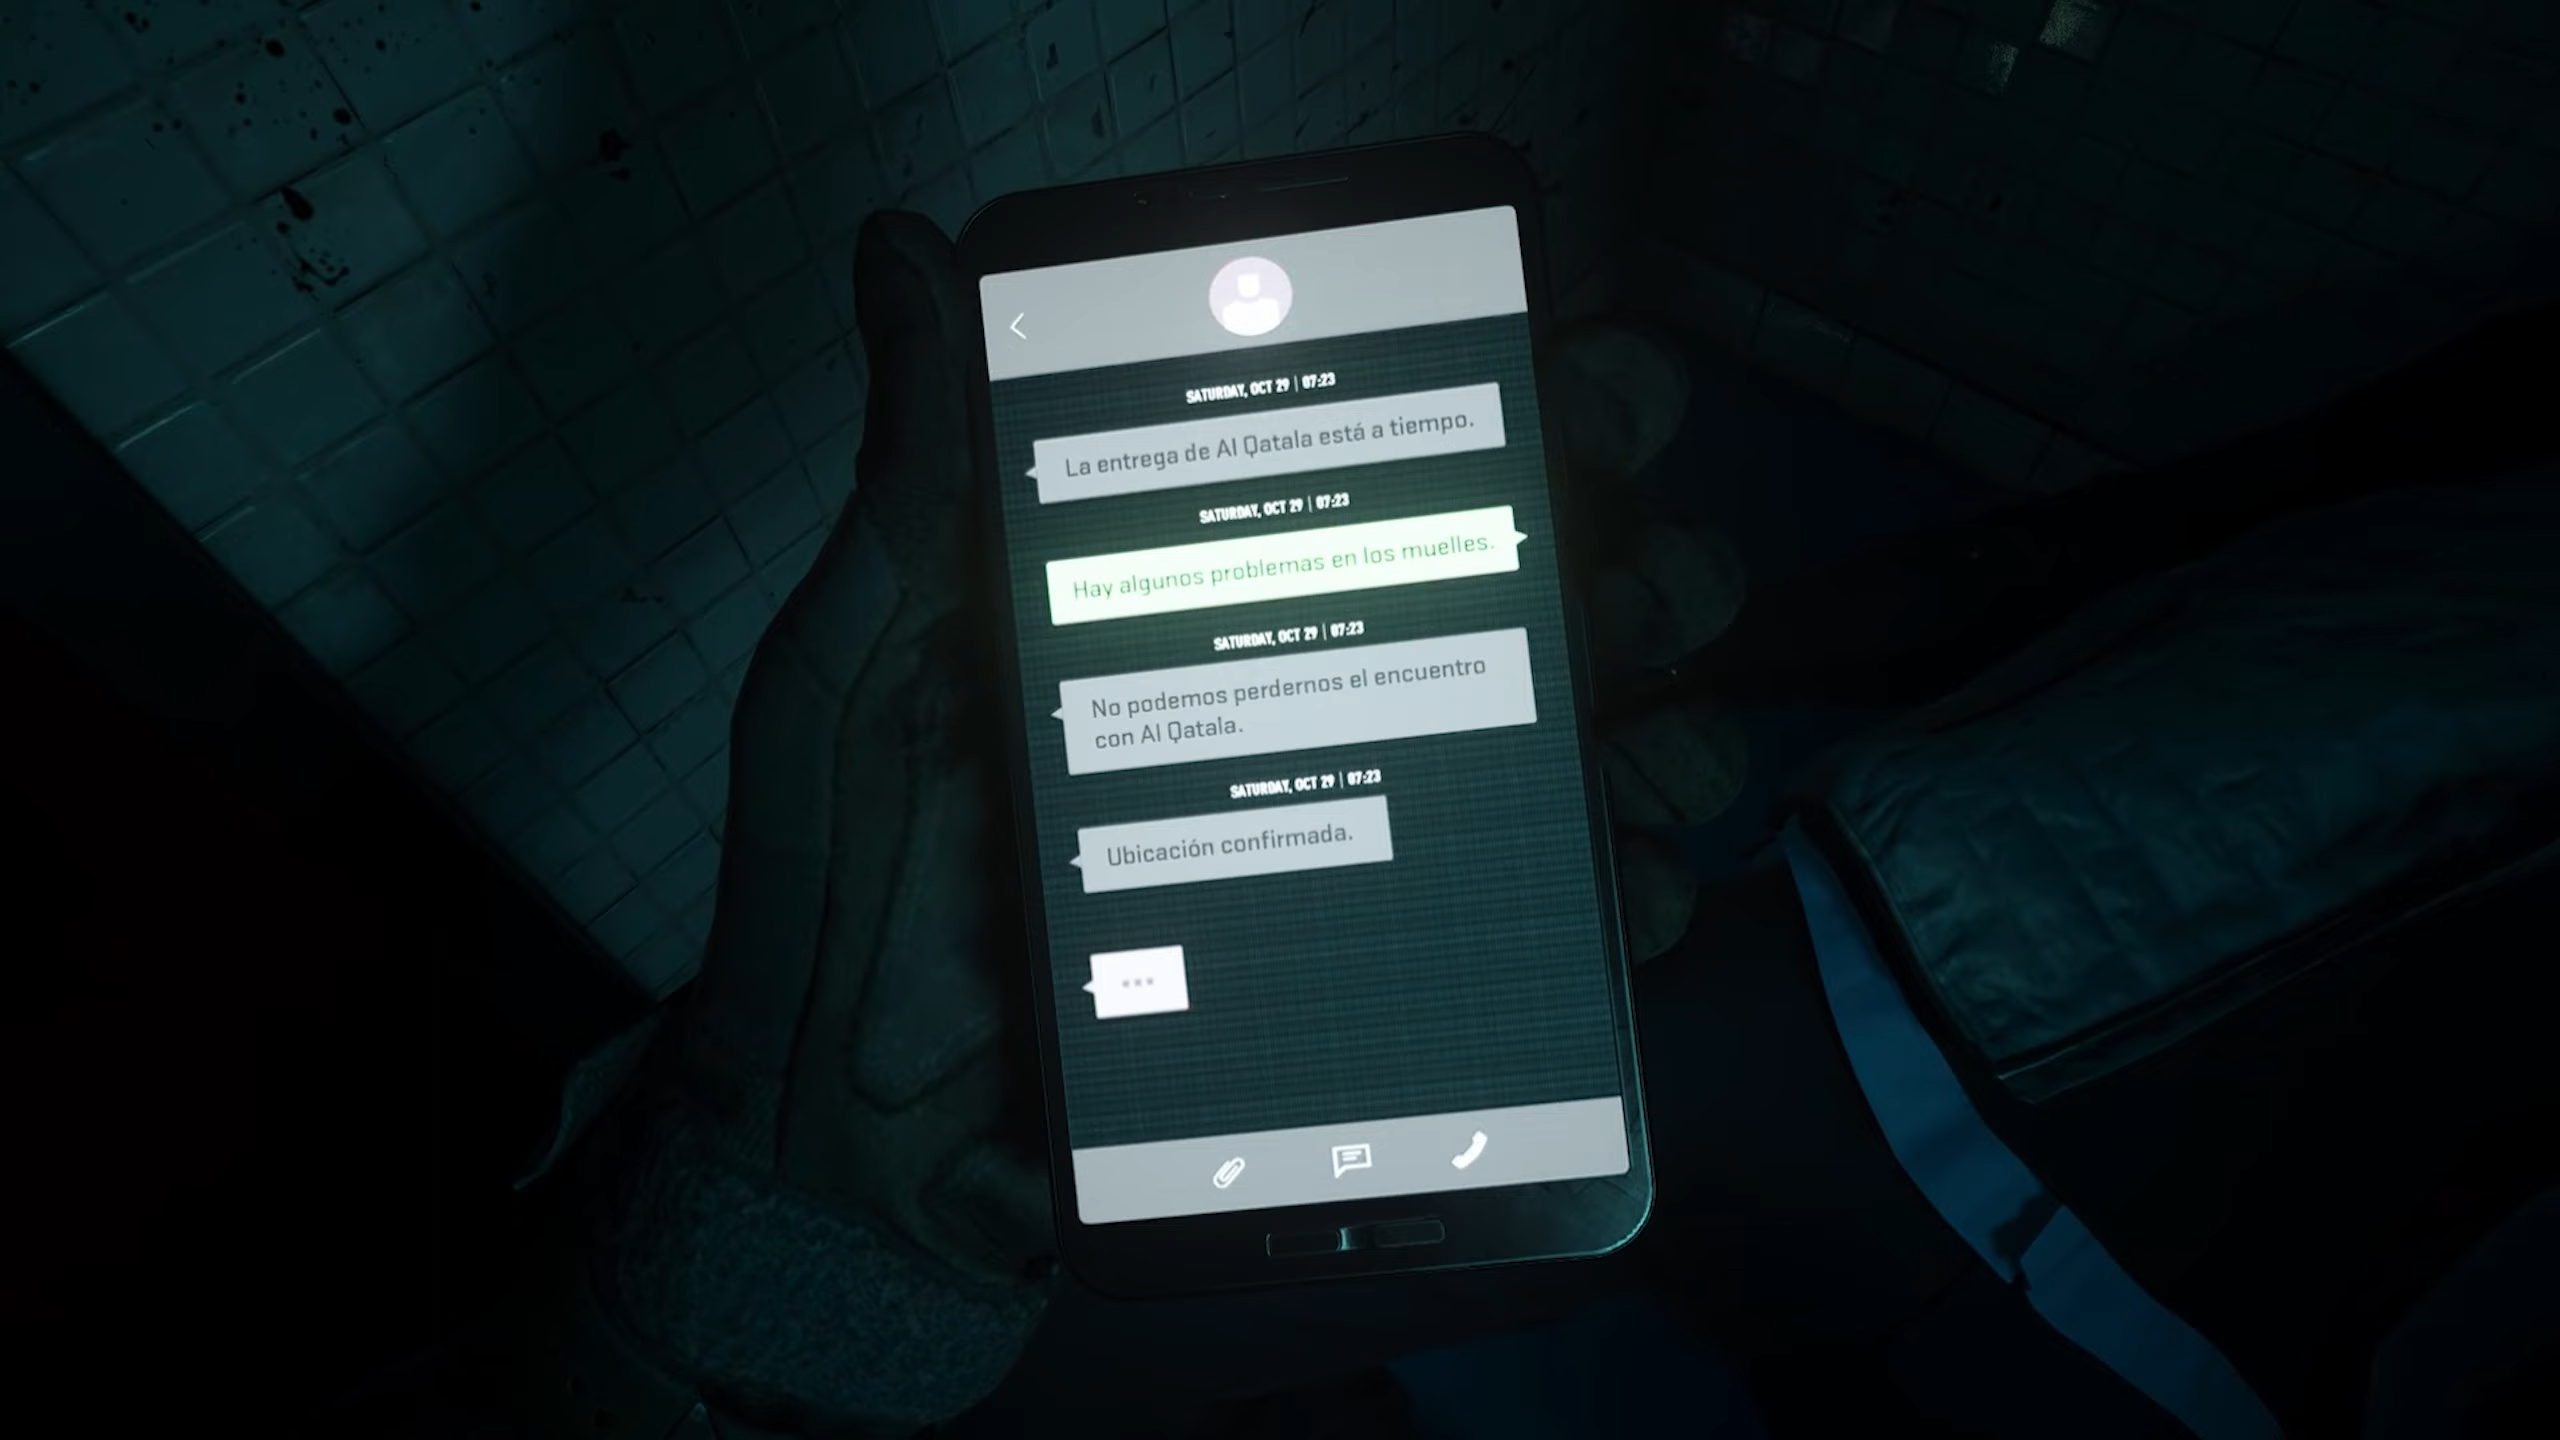 SATURDAY, OCT 29 | 07:23
La entrega de Al Qatala está a tiempo.
SATURDAY, OCT 29 | 07:23
Hay algunos problemas en los muelles.
SATURDAY, OCT 29 | 07:23
No podemos perdernos el encuentro
con Al Qatala.
SATURDAY, OCT 29 | 07:23
Ubicación confirmada.
...